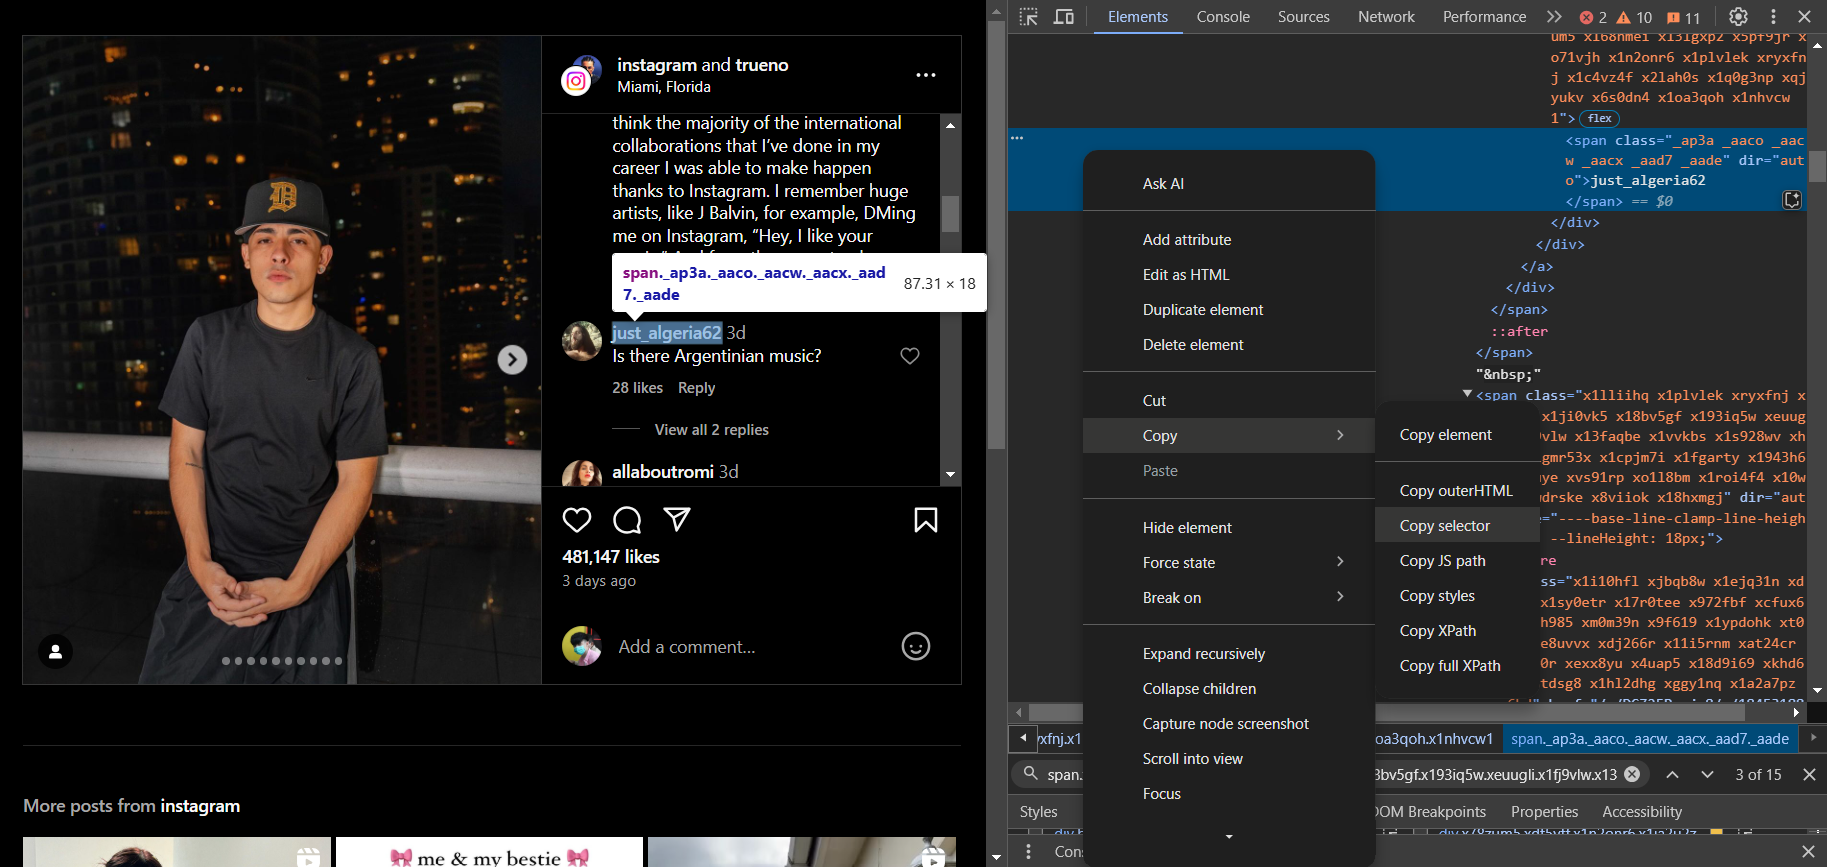 instagram and trueno
Miami, Florida
think the majority of the international
collaborations that I've done in my
career I was able to make happen
thanks to Instagram. I remember huge
artists, like J Balvin, for example, DMing
me on Instagram, "Hey, I like your
span._ap3a._aaco._aacw._aacx._aad
7._aade
87.31 × 18
just_algeria62 3d
Is there Argentinian music?
28 likes Reply
View all 2 replies
allaboutromi 3d
481,147 likes
3 days ago
Add a comment...
More posts from instagram
me & my bestie
Elements Console Sources Network Performance 2 10 11
um5 x168nmei x13lgxp2 x5pf9jr x
o71vjh x1n2onr6 x1plvlek xryxfn
j x1c4vz4f x2lah0s x1q0g3np xqj
yukv x6s0dn4 x1oa3qoh x1nhvcw
1"> flex
<span class="_ap3a _aaco _aac
w _aacx _aad7 _aade" dir="aut
o">just_algeria62
</span> == $0
</div>
</div>
</a>
</div>
</span>
::after
</span>
"&nbsp;"
<span class="x1lliihq x1plvlek xryxfnj x
x1ji0vk5 x18bv5gf x193iq5w xeuug
vlw x13faqbe x1vvkbs x1s928wv xh
gmr53x x1cpjm7i x1fgarty x1943h6
ye xvs91rp xo1l8bm x1roi4f4 x10w
drske x8viiok x18hxmgj" dir="aut
="----base-line-clamp-line-heigh
--lineHeight: 18px;">
re
ss="x1i10hfl xjbqb8w x1ejq31n xd
x1sy0etr x17r0tee x972fbf xcfux6
h985 xm0m39n x9f619 x1ypdohk xt0
e8uvvx xdj266r x11i5rnm xat24cr
0r xexx8yu x4uap5 x18d9i69 xkhd6
tdsg8 x1hl2dhg xggy1nq x1a2a7pz
Ask AI
Add attribute
Edit as HTML
Duplicate element
Delete element
Cut
Copy
Paste
Hide element
Force state
Break on
Expand recursively
Collapse children
Capture node screenshot
Scroll into view
Focus
Copy element
Copy outerHTML
Copy selector
Copy JS path
Copy styles
Copy XPath
Copy full XPath
yxfnj.x1 oa3qoh.x1nhvcw1 span._ap3a._aaco._aacw._aacx._aad7._aade
span. 3bv5gf.x193iq5w.xeuugli.x1fj9vlw.x13 3 of 15
Styles OM Breakpoints Properties Accessibility
Cons